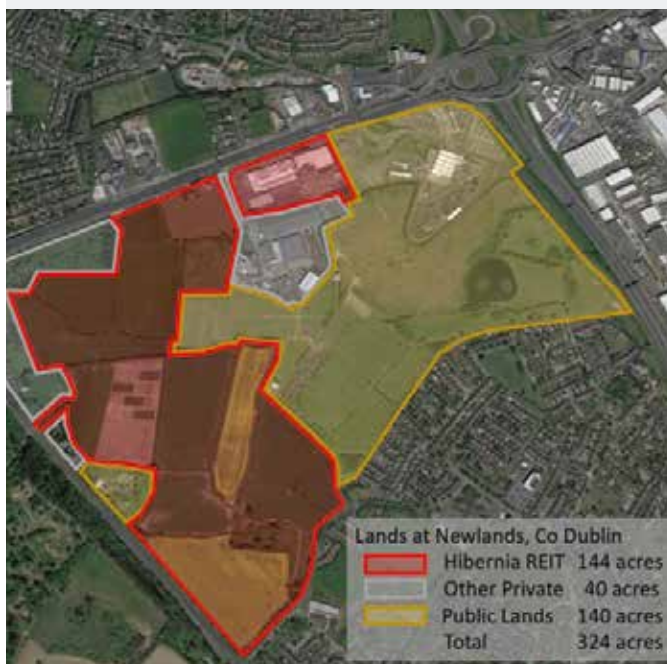 Lands at Newlands, Co Dublin
Hibernia REIT 144 acres
Other Private 40 acres
Public Lands 140 acres
Total 324 acres